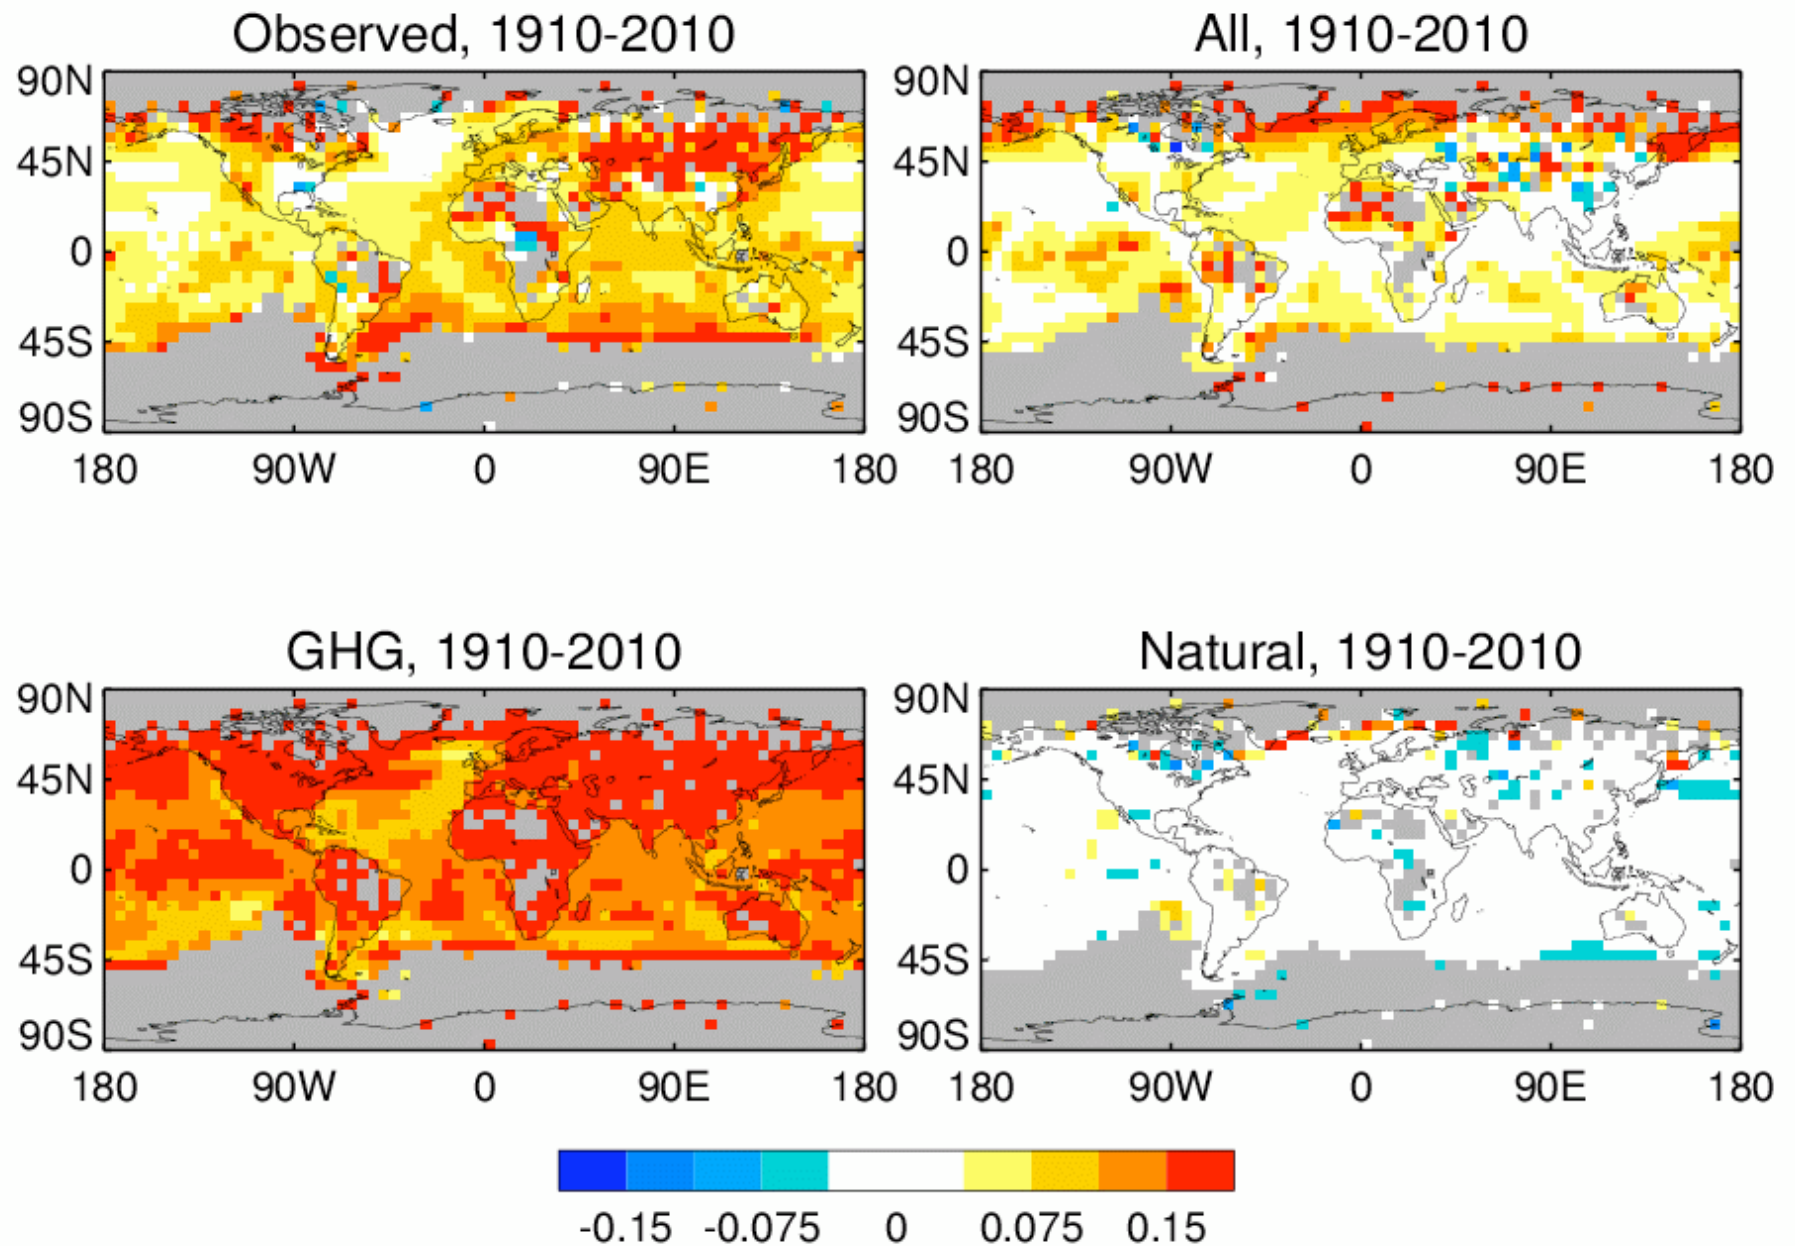 Observed, 1910-2010
90N
45N
0
45S
90S
180 90W 0 90E 180
All, 1910-2010
90N
45N
0
45S
90S
180 90W 0 90E 180
GHG, 1910-2010
90N
45N
0
45S
90S
180 90W 0 90E 180
Natural, 1910-2010
90N
45N
0
45S
90S
180 90W 0 90E 180
-0.15 -0.075 0 0.075 0.15